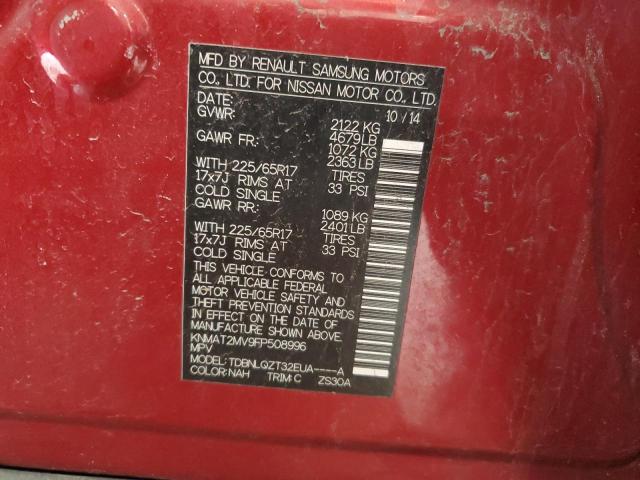 MFD BY RENAULT SAMSUNG MOTORS
CO., LTD. FOR NISSAN MOTOR CO., LTD.
DATE: 10/14
GVWR: 2122 KG
4679 LB
GAWR FR: 1072 KG
2363 LB
WITH 225/65R17 TIRES
17x7J RIMS AT 33 PSI
COLD SINGLE
GAWR RR: 1089 KG
2401 LB
WITH 225/65R17 TIRES
17x7J RIMS AT 33 PSI
COLD SINGLE
THIS VEHICLE CONFORMS TO
ALL APPLICABLE FEDERAL
MOTOR VEHICLE SAFETY AND
THEFT PREVENTION STANDARDS
IN EFFECT ON THE DATE OF
MANUFACTURE SHOWN ABOVE.
KNMAT2MV9FP508996
MPV
MODEL: TDBNLQZT32EUA----A
COLOR: NAH TRIM: C ZS30A